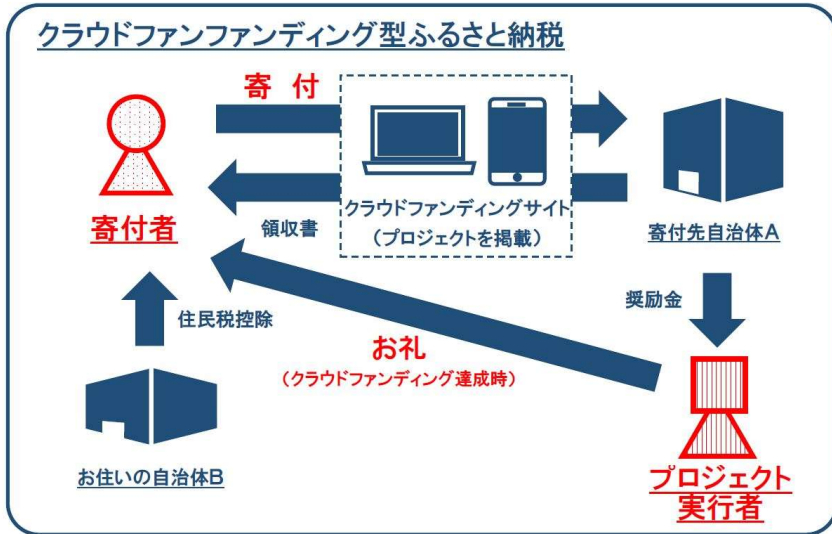 クラウドファンファンディング型ふるさと納税
寄 付
クラウドファンディングサイト
（プロジェクトを掲載）
寄付者
領収書
寄付先自治体A
住民税控除
奨励金
お礼
（クラウドファンディング達成時）
お住いの自治体B
プロジェクト
実行者